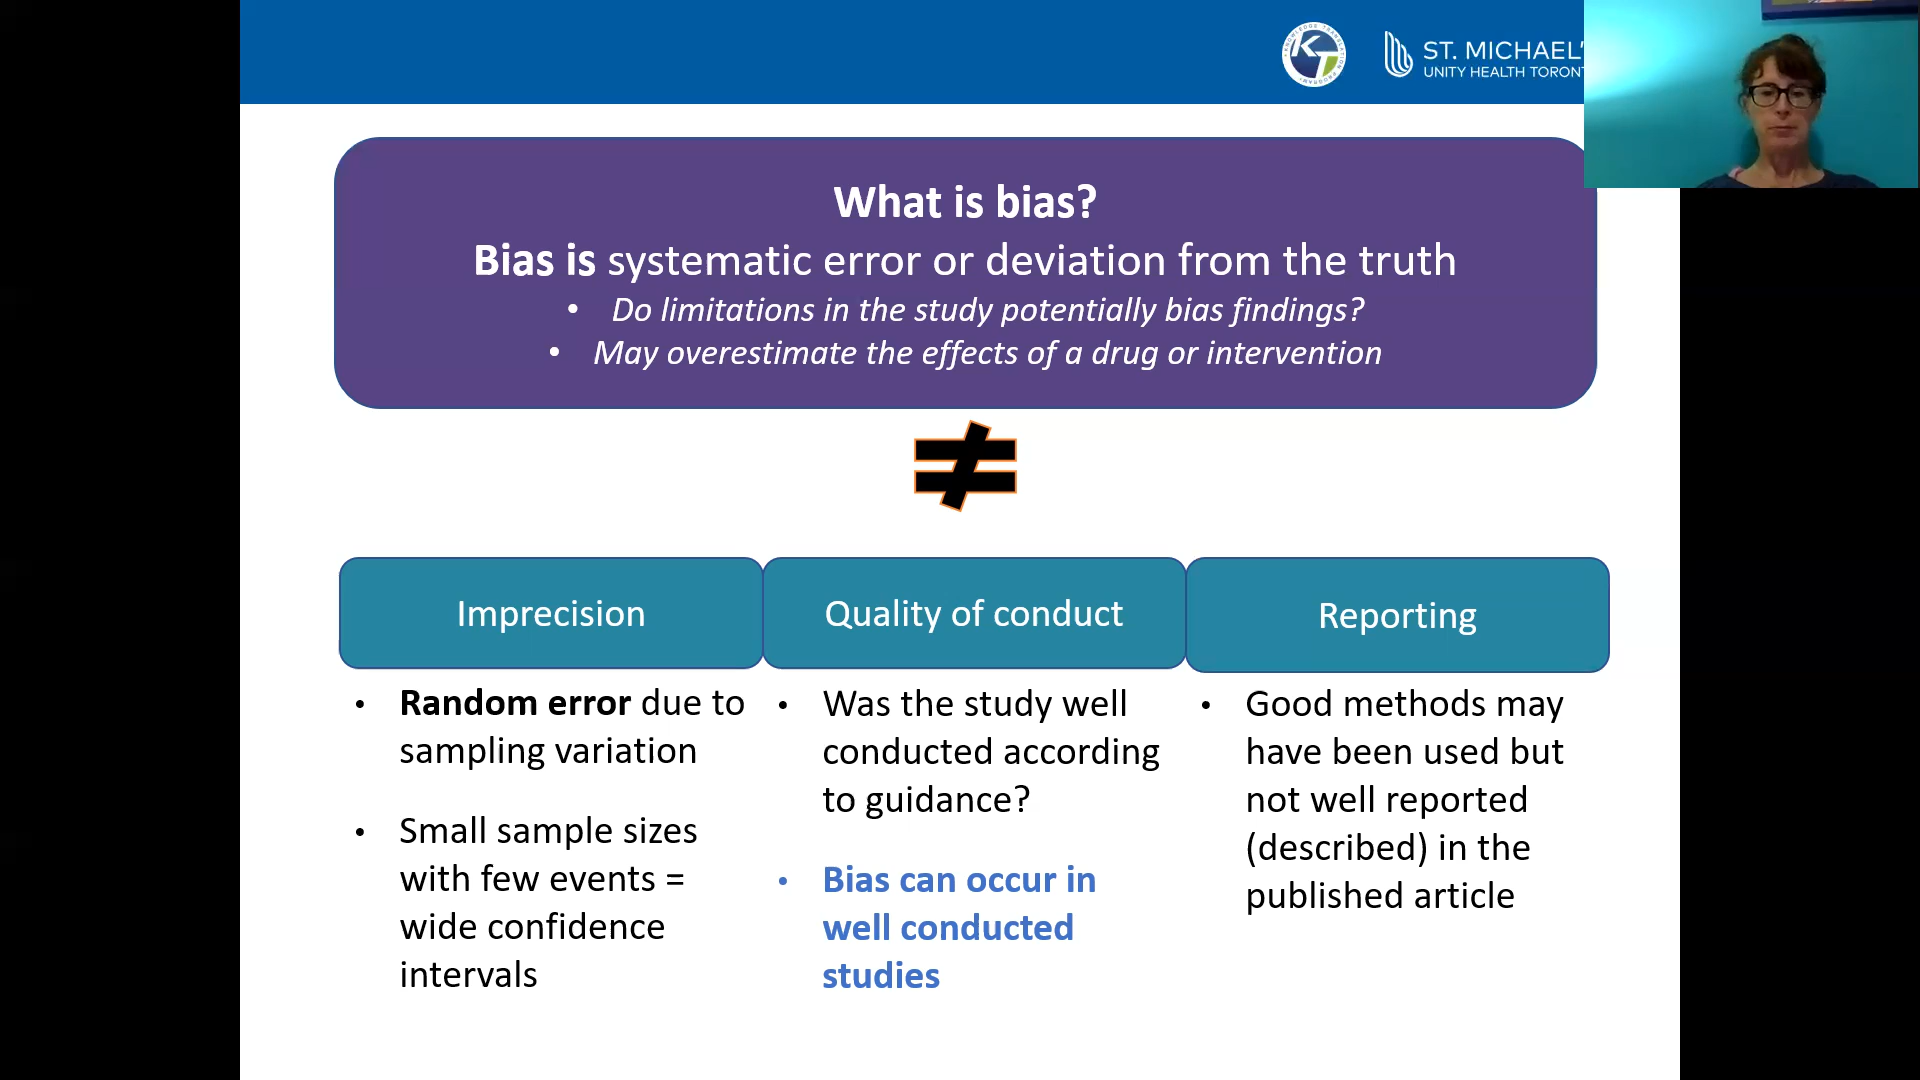 KNOWLEDGE TRANSLATION PROGRAM
KT
ST. MICHAEL'
UNITY HEALTH TORONT
What is bias?
Bias is systematic error or deviation from the truth
• Do limitations in the study potentially bias findings?
• May overestimate the effects of a drug or intervention
≠
Imprecision
• Random error due to
sampling variation
• Small sample sizes
with few events =
wide confidence
intervals
Quality of conduct
• Was the study well
conducted according
to guidance?
• Bias can occur in
well conducted
studies
Reporting
• Good methods may
have been used but
not well reported
(described) in the
published article